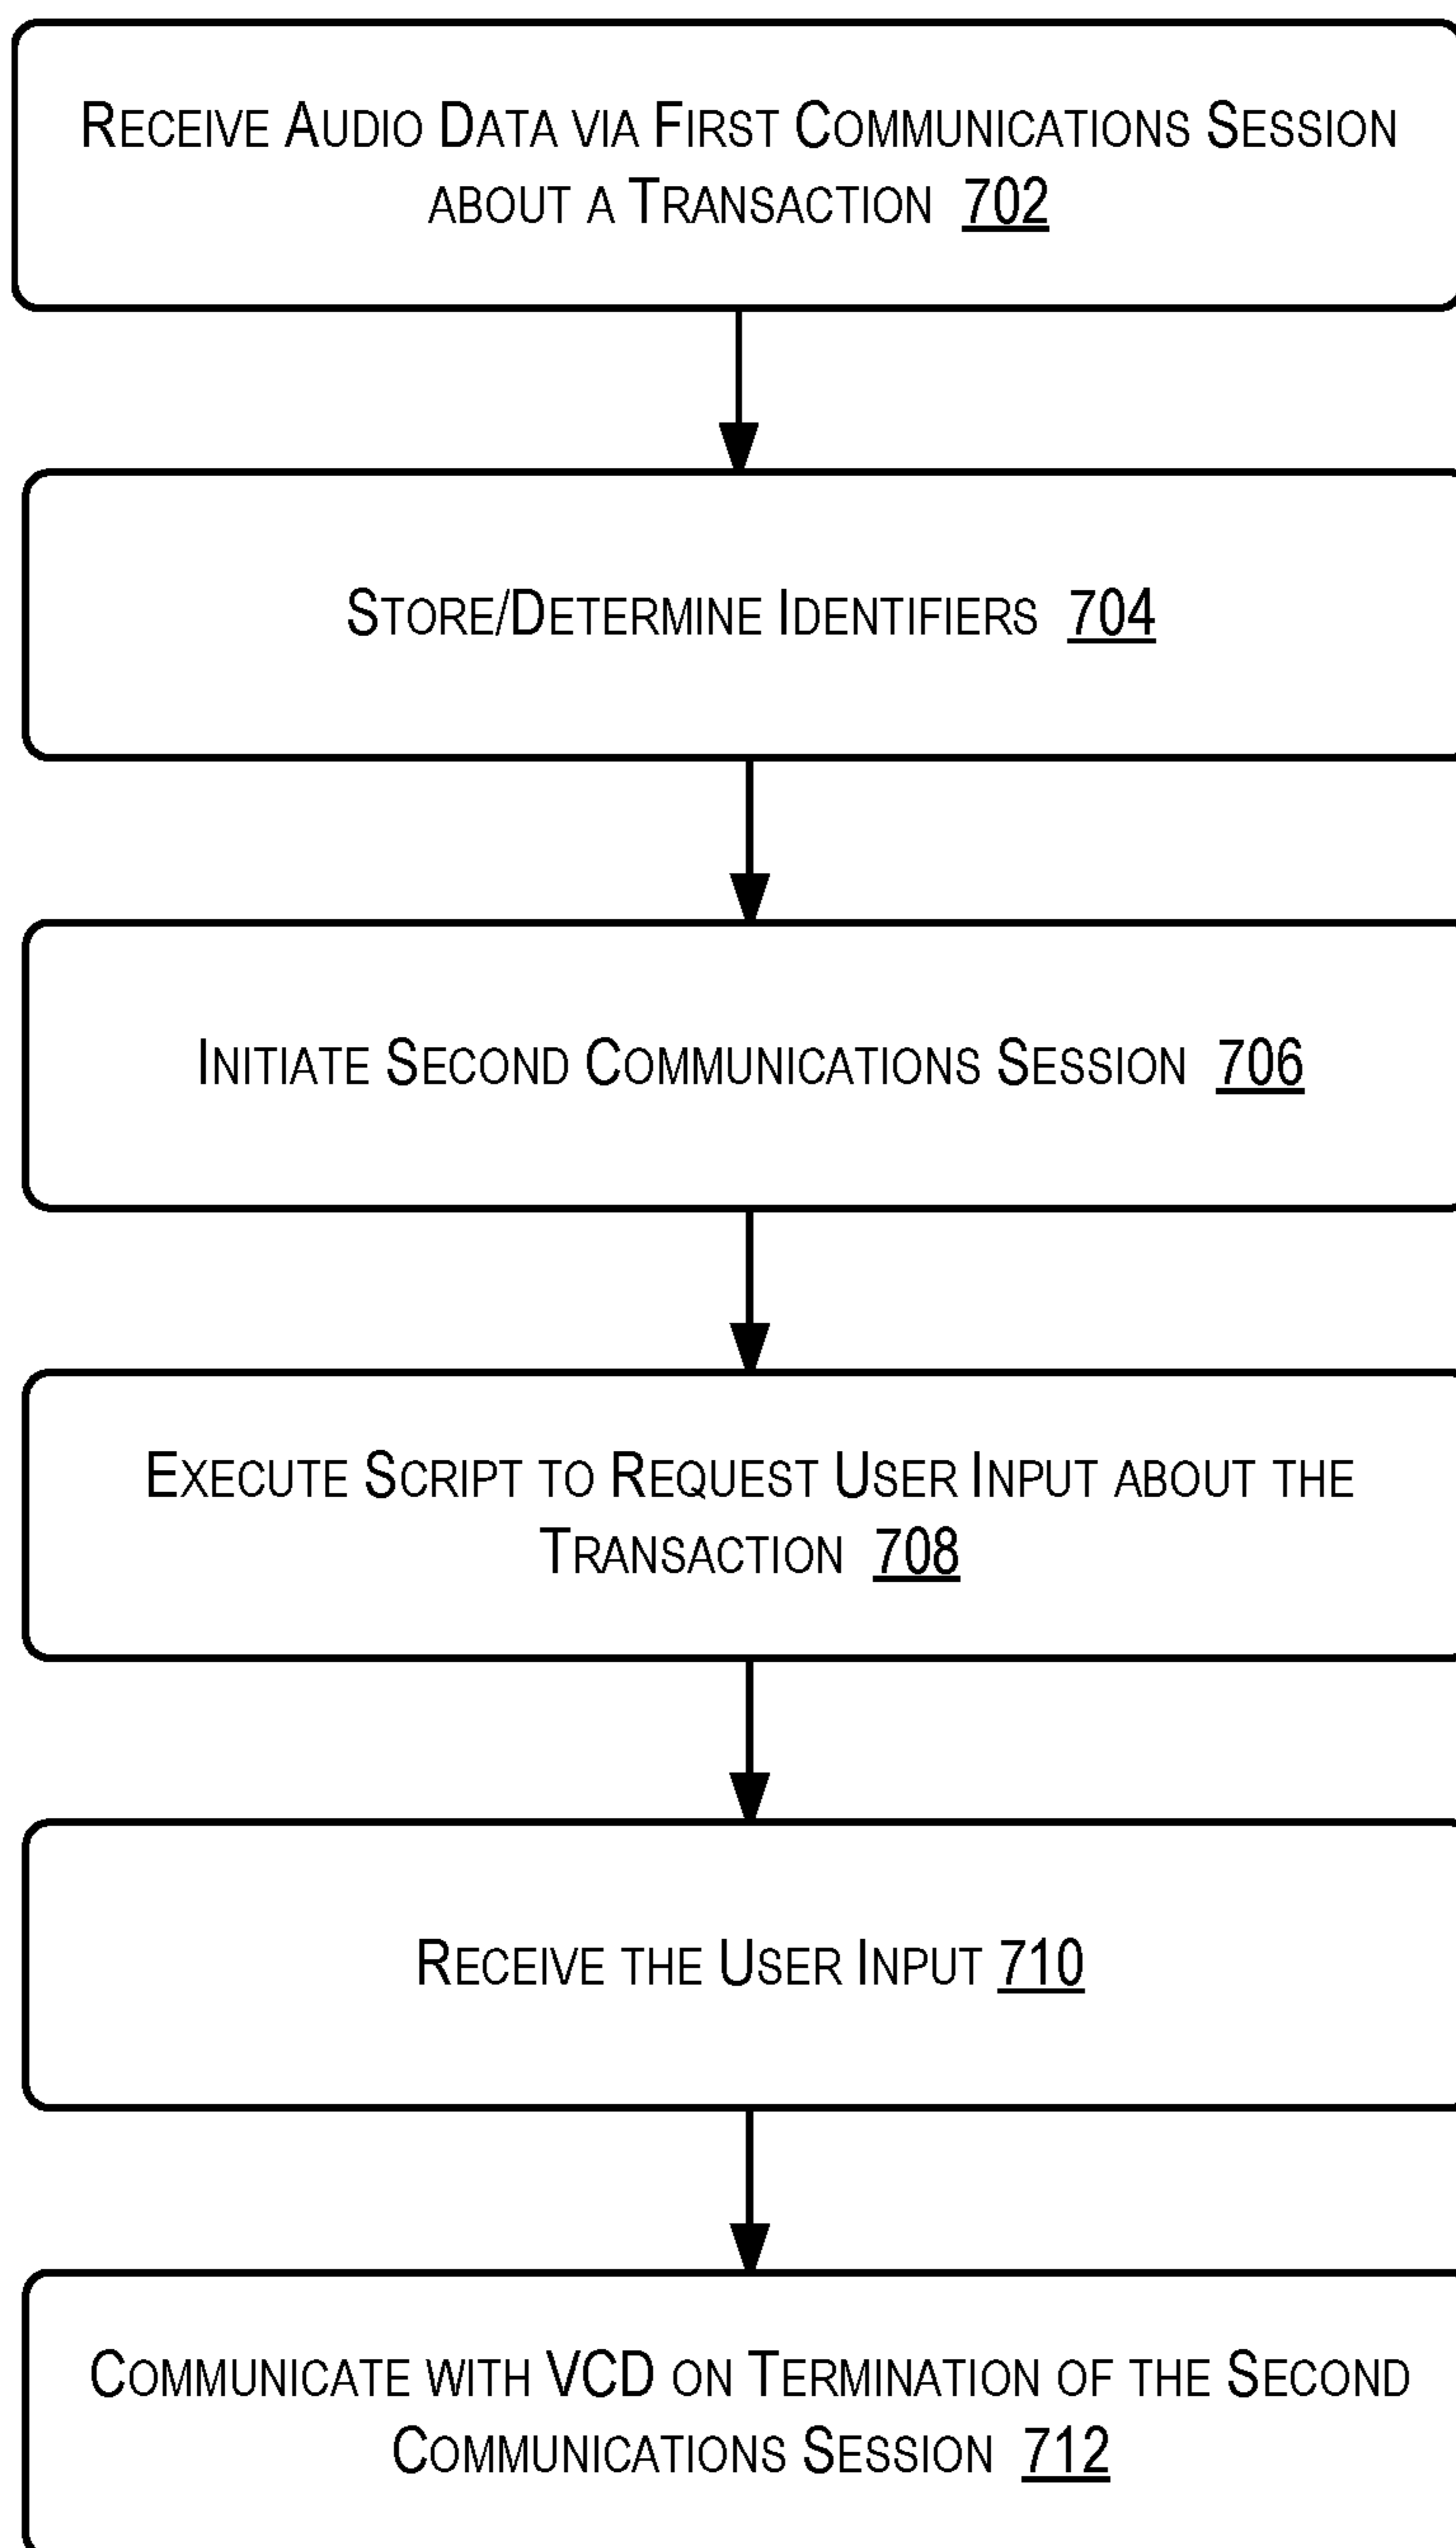 RECEIVE AUDIO DATA VIA FIRST COMMUNICATIONS SESSION
ABOUT A TRANSACTION 702
STORE/DETERMINE IDENTIFIERS 704
INITIATE SECOND COMMUNICATIONS SESSION 706
EXECUTE SCRIPT TO REQUEST USER INPUT ABOUT THE
TRANSACTION 708
RECEIVE THE USER INPUT 710
COMMUNICATE WITH VCD ON TERMINATION OF THE SECOND
COMMUNICATIONS SESSION 712